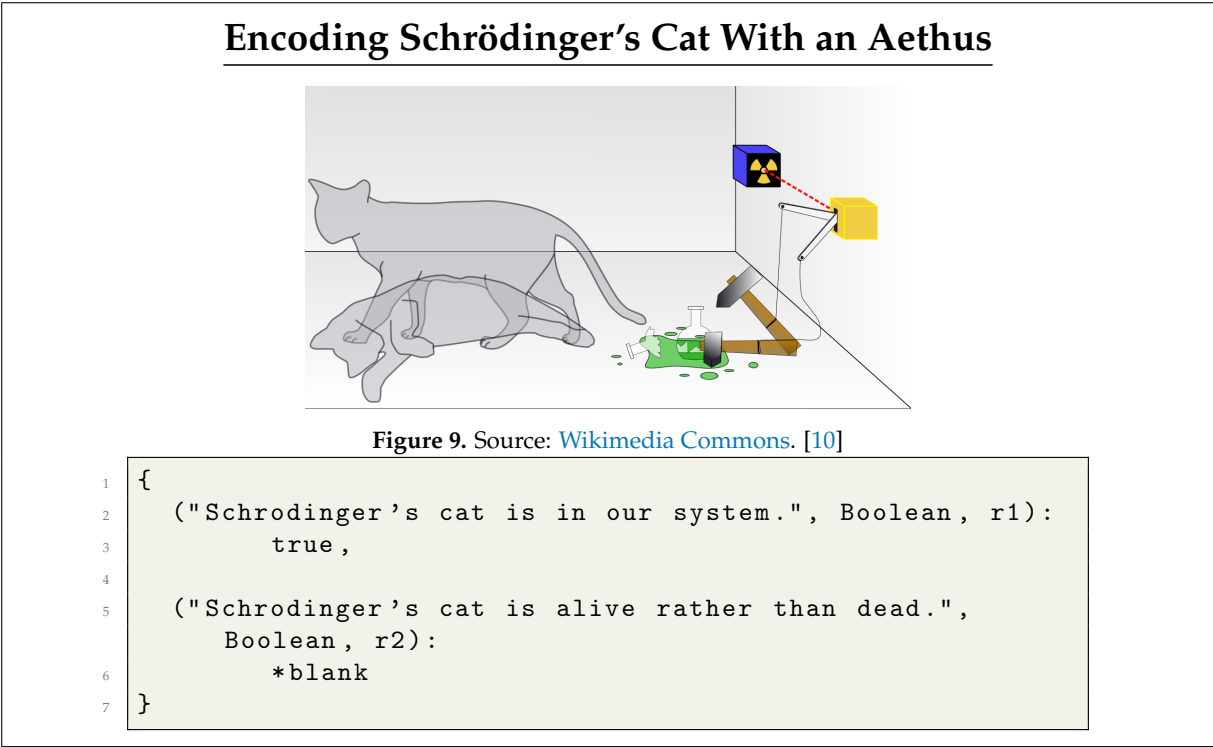 Encoding Schrödinger's Cat With an Aethus
Figure 9. Source: Wikimedia Commons. [10]
1 {
2 ("Schrodinger's cat is in our system.", Boolean, r1):
3 true,
4
5 ("Schrodinger's cat is alive rather than dead.",
Boolean, r2):
6 *blank
7 }